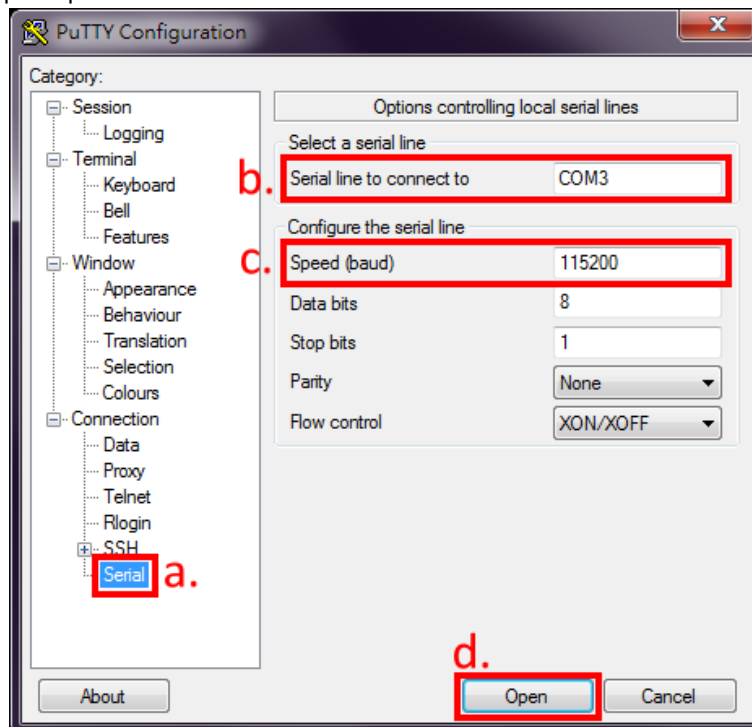 PuTTY Configuration
Category:
Session
Logging
Terminal
Keyboard
Bell
Features
Window
Appearance
Behaviour
Translation
Selection
Colours
Connection
Data
Proxy
Telnet
Rlogin
SSH
Serial a.
Options controlling local serial lines
Select a serial line
b. Serial line to connect to COM3
Configure the serial line
c. Speed (baud) 115200
Data bits 8
Stop bits 1
Parity None
Flow control XON/XOFF
d.
About Open Cancel